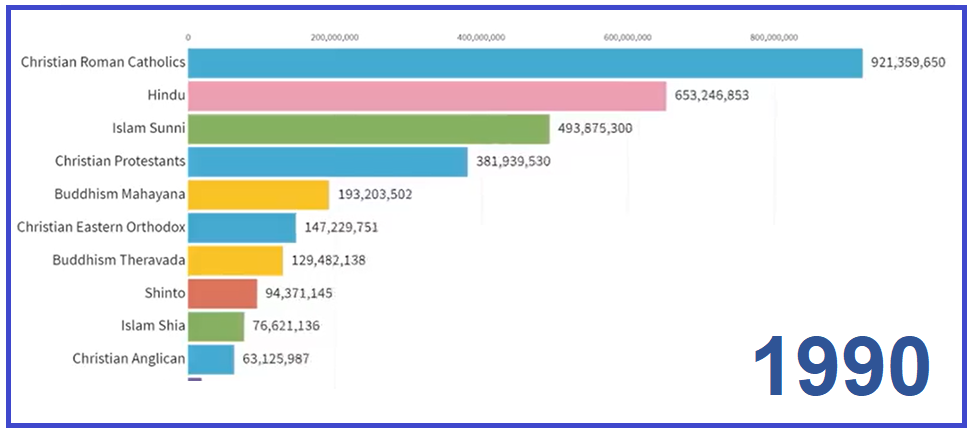 0 200,000,000 400,000,000 600,000,000 800,000,000
Christian Roman Catholics 921,359,650
Hindu 653,246,853
Islam Sunni 493,875,300
Christian Protestants 381,939,530
Buddhism Mahayana 193,203,502
Christian Eastern Orthodox 147,229,751
Buddhism Theravada 129,482,138
Shinto 94,371,145
Islam Shia 76,621,136
Christian Anglican 63,125,987
1990